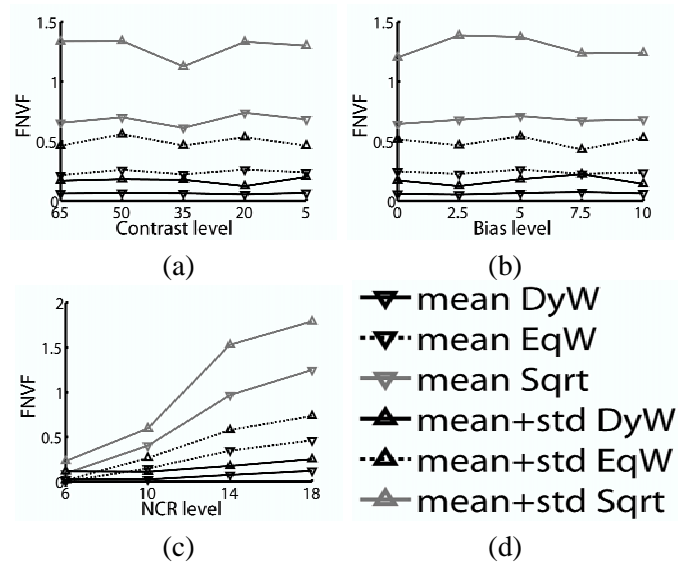 1.5
1
0.5
0
FNVF
65 50 35 20 5
Contrast level
(a)
1.5
1
0.5
0
FNVF
0 2.5 5 7.5 10
Bias level
(b)
2
1.5
1
0.5
0
FNVF
6 10 14 18
NCR level
(c)
mean DyW
mean EqW
mean Sqrt
mean+std DyW
mean+std EqW
mean+std Sqrt
(d)